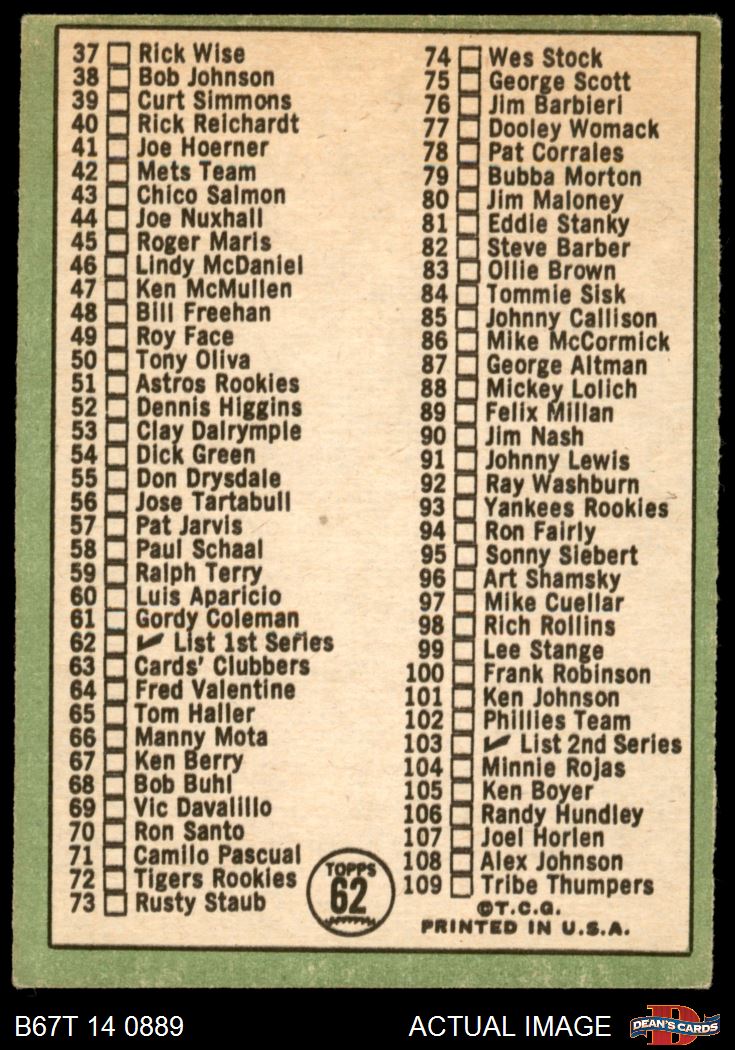 37 Rick Wise
38 Bob Johnson
39 Curt Simmons
40 Rick Reichardt
41 Joe Hoerner
42 Mets Team
43 Chico Salmon
44 Joe Nuxhall
45 Roger Maris
46 Lindy McDaniel
47 Ken McMullen
48 Bill Freehan
49 Roy Face
50 Tony Oliva
51 Astros Rookies
52 Dennis Higgins
53 Clay Dalrymple
54 Dick Green
55 Don Drysdale
56 Jose Tartabull
57 Pat Jarvis
58 Paul Schaal
59 Ralph Terry
60 Luis Aparicio
61 Gordy Coleman
62 ✔ List 1st Series
63 Cards' Clubbers
64 Fred Valentine
65 Tom Haller
66 Manny Mota
67 Ken Berry
68 Bob Buhl
69 Vic Davalillo
70 Ron Santo
71 Camilo Pascual
72 Tigers Rookies
73 Rusty Staub
74 Wes Stock
75 George Scott
76 Jim Barbieri
77 Dooley Womack
78 Pat Corrales
79 Bubba Morton
80 Jim Maloney
81 Eddie Stanky
82 Steve Barber
83 Ollie Brown
84 Tommie Sisk
85 Johnny Callison
86 Mike McCormick
87 George Altman
88 Mickey Lolich
89 Felix Millan
90 Jim Nash
91 Johnny Lewis
92 Ray Washburn
93 Yankees Rookies
94 Ron Fairly
95 Sonny Siebert
96 Art Shamsky
97 Mike Cuellar
98 Rich Rollins
99 Lee Stange
100 Frank Robinson
101 Ken Johnson
102 Phillies Team
103 ✔ List 2nd Series
104 Minnie Rojas
105 Ken Boyer
106 Randy Hundley
107 Joel Horlen
108 Alex Johnson
109 Tribe Thumpers
TOPPS
62
©T.C.G.
PRINTED IN U.S.A.
B67T 14 0889
ACTUAL IMAGE
DEAN'S CARDS